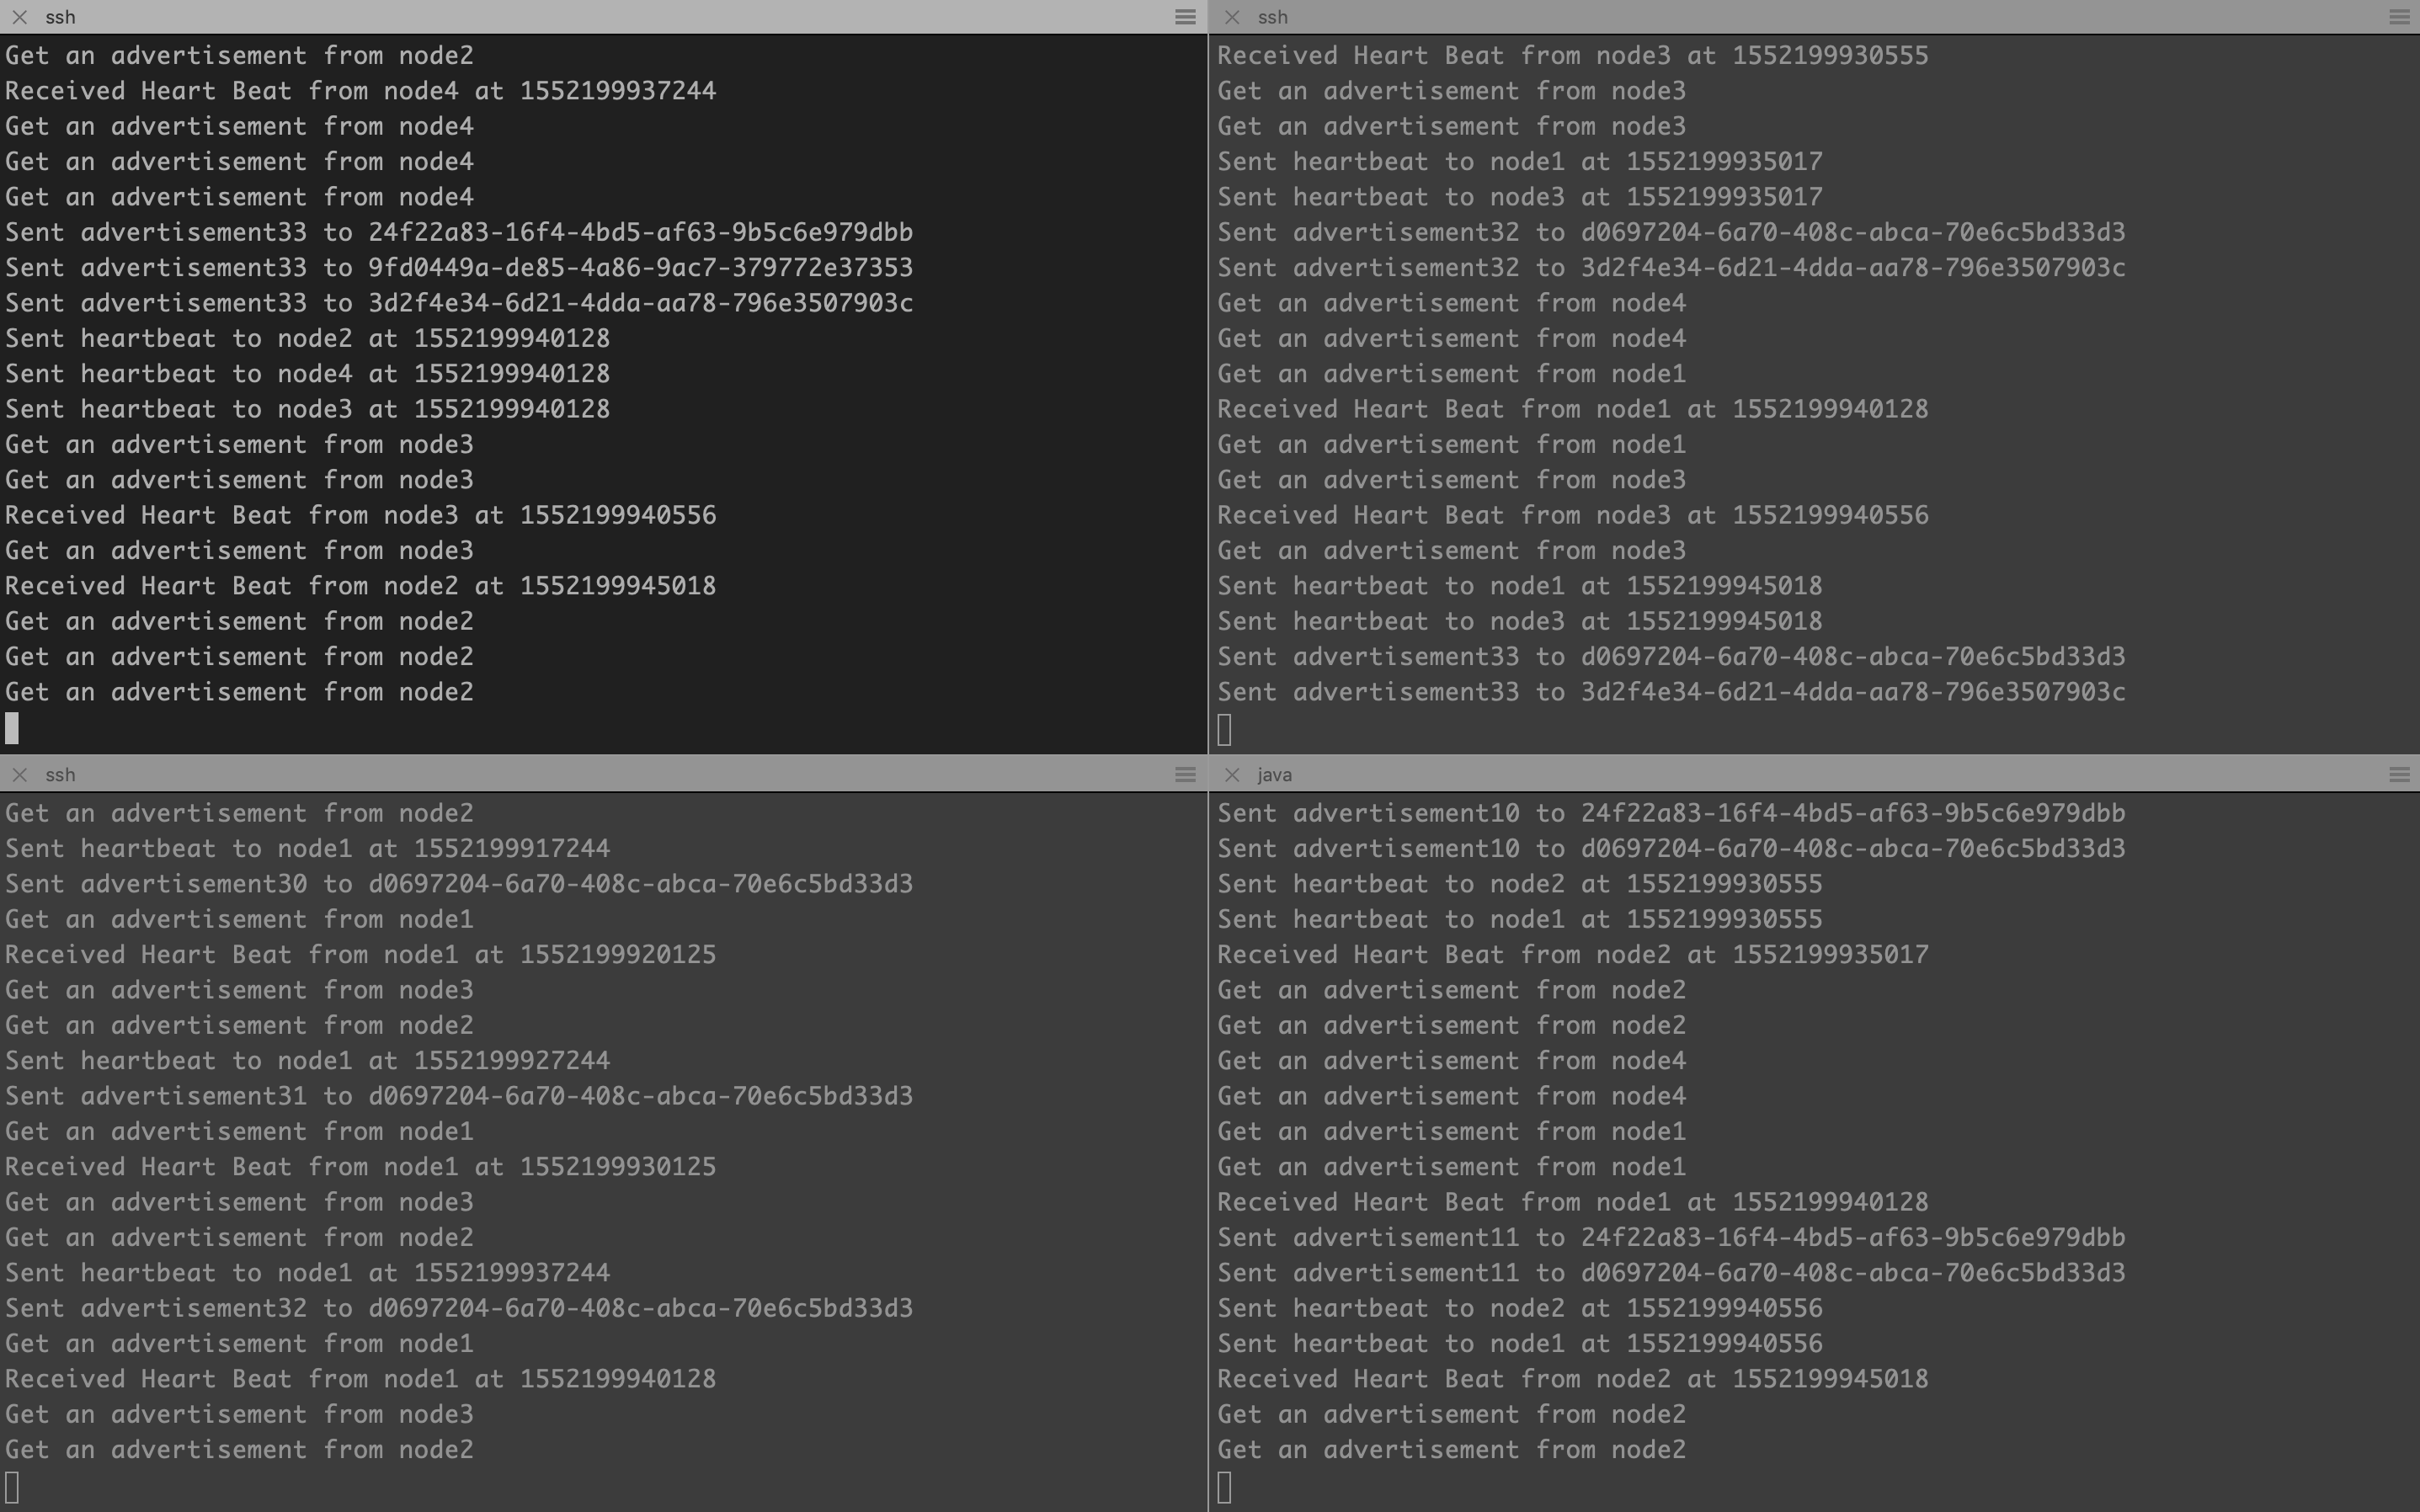 ssh
Get an advertisement from node2
Received Heart Beat from node4 at 1552199937244
Get an advertisement from node4
Get an advertisement from node4
Get an advertisement from node4
Sent advertisement33 to 24f22a83-16f4-4bd5-af63-9b5c6e979dbb
Sent advertisement33 to 9fd0449a-de85-4a86-9ac7-379772e37353
Sent advertisement33 to 3d2f4e34-6d21-4dda-aa78-796e3507903c
Sent heartbeat to node2 at 1552199940128
Sent heartbeat to node4 at 1552199940128
Sent heartbeat to node3 at 1552199940128
Get an advertisement from node3
Get an advertisement from node3
Received Heart Beat from node3 at 1552199940556
Get an advertisement from node3
Received Heart Beat from node2 at 1552199945018
Get an advertisement from node2
Get an advertisement from node2
Get an advertisement from node2
ssh
Received Heart Beat from node3 at 1552199930555
Get an advertisement from node3
Get an advertisement from node3
Sent heartbeat to node1 at 1552199935017
Sent heartbeat to node3 at 1552199935017
Sent advertisement32 to d0697204-6a70-408c-abca-70e6c5bd33d3
Sent advertisement32 to 3d2f4e34-6d21-4dda-aa78-796e3507903c
Get an advertisement from node4
Get an advertisement from node4
Get an advertisement from node1
Received Heart Beat from node1 at 1552199940128
Get an advertisement from node1
Get an advertisement from node3
Received Heart Beat from node3 at 1552199940556
Get an advertisement from node3
Sent heartbeat to node1 at 1552199945018
Sent heartbeat to node3 at 1552199945018
Sent advertisement33 to d0697204-6a70-408c-abca-70e6c5bd33d3
Sent advertisement33 to 3d2f4e34-6d21-4dda-aa78-796e3507903c
ssh
Get an advertisement from node2
Sent heartbeat to node1 at 1552199917244
Sent advertisement30 to d0697204-6a70-408c-abca-70e6c5bd33d3
Get an advertisement from node1
Received Heart Beat from node1 at 1552199920125
Get an advertisement from node3
Get an advertisement from node2
Sent heartbeat to node1 at 1552199927244
Sent advertisement31 to d0697204-6a70-408c-abca-70e6c5bd33d3
Get an advertisement from node1
Received Heart Beat from node1 at 1552199930125
Get an advertisement from node3
Get an advertisement from node2
Sent heartbeat to node1 at 1552199937244
Sent advertisement32 to d0697204-6a70-408c-abca-70e6c5bd33d3
Get an advertisement from node1
Received Heart Beat from node1 at 1552199940128
Get an advertisement from node3
Get an advertisement from node2
java
Sent advertisement10 to 24f22a83-16f4-4bd5-af63-9b5c6e979dbb
Sent advertisement10 to d0697204-6a70-408c-abca-70e6c5bd33d3
Sent heartbeat to node2 at 1552199930555
Sent heartbeat to node1 at 1552199930555
Received Heart Beat from node2 at 1552199935017
Get an advertisement from node2
Get an advertisement from node2
Get an advertisement from node4
Get an advertisement from node4
Get an advertisement from node1
Get an advertisement from node1
Received Heart Beat from node1 at 1552199940128
Sent advertisement11 to 24f22a83-16f4-4bd5-af63-9b5c6e979dbb
Sent advertisement11 to d0697204-6a70-408c-abca-70e6c5bd33d3
Sent heartbeat to node2 at 1552199940556
Sent heartbeat to node1 at 1552199940556
Received Heart Beat from node2 at 1552199945018
Get an advertisement from node2
Get an advertisement from node2